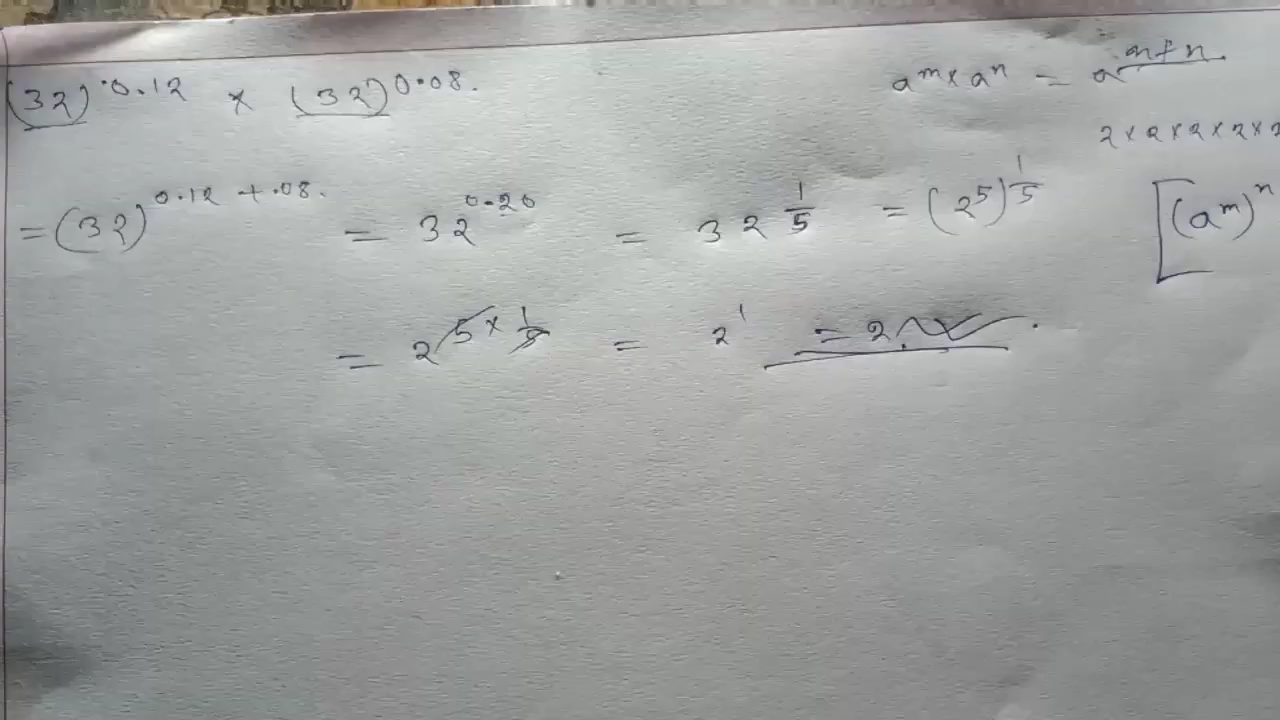 (32)^0.12 × (32)^0.08. a^m × a^n = a^m+n
2 × 2 × 2 × 2 × 2
= (32)^0.12 + .08. = 32^0.20 = 32^1/5 = (2^5)^1/5 [(a^m)^n
= 2^5 × 1/5 = 2^1 = 2